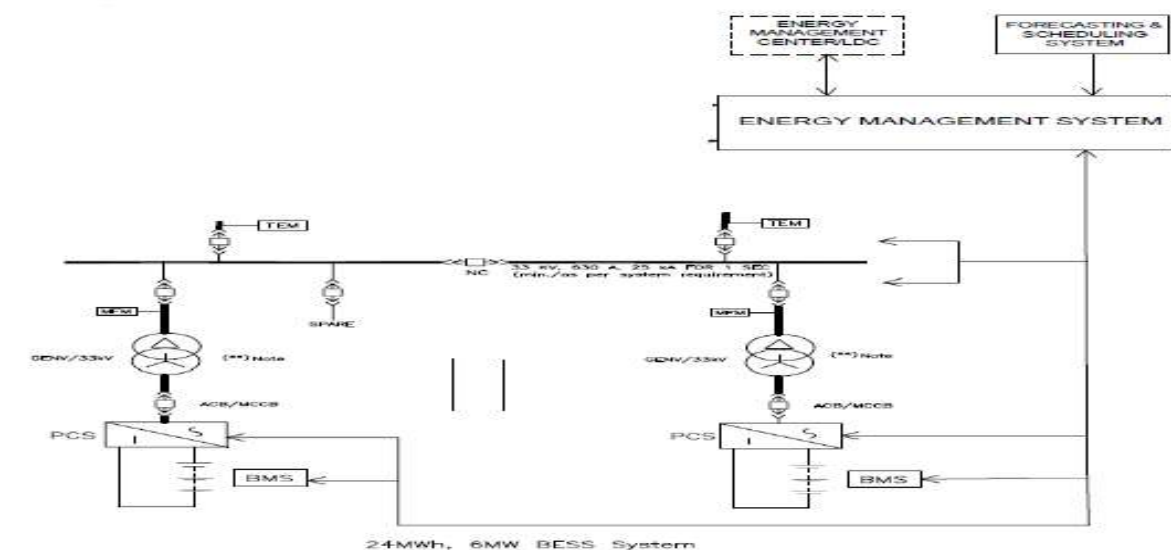 ENERGY
MANAGEMENT
CENTER/LDC
FORECASTING &
SCHEDULING
SYSTEM
ENERGY MANAGEMENT SYSTEM
TEM
TEM
NC
33 KV, 630 A, 25 kA FOR 1 SEC
(min./as per system requirement)
MFM
SPARE
MFM
GENV/33kV
(**) Note
GENV/33kV
(**) Note
ACB/MCCB
ACB/MCCB
PCS
S
PCS
S
BMS
BMS
24MWh, 6MW BESS System